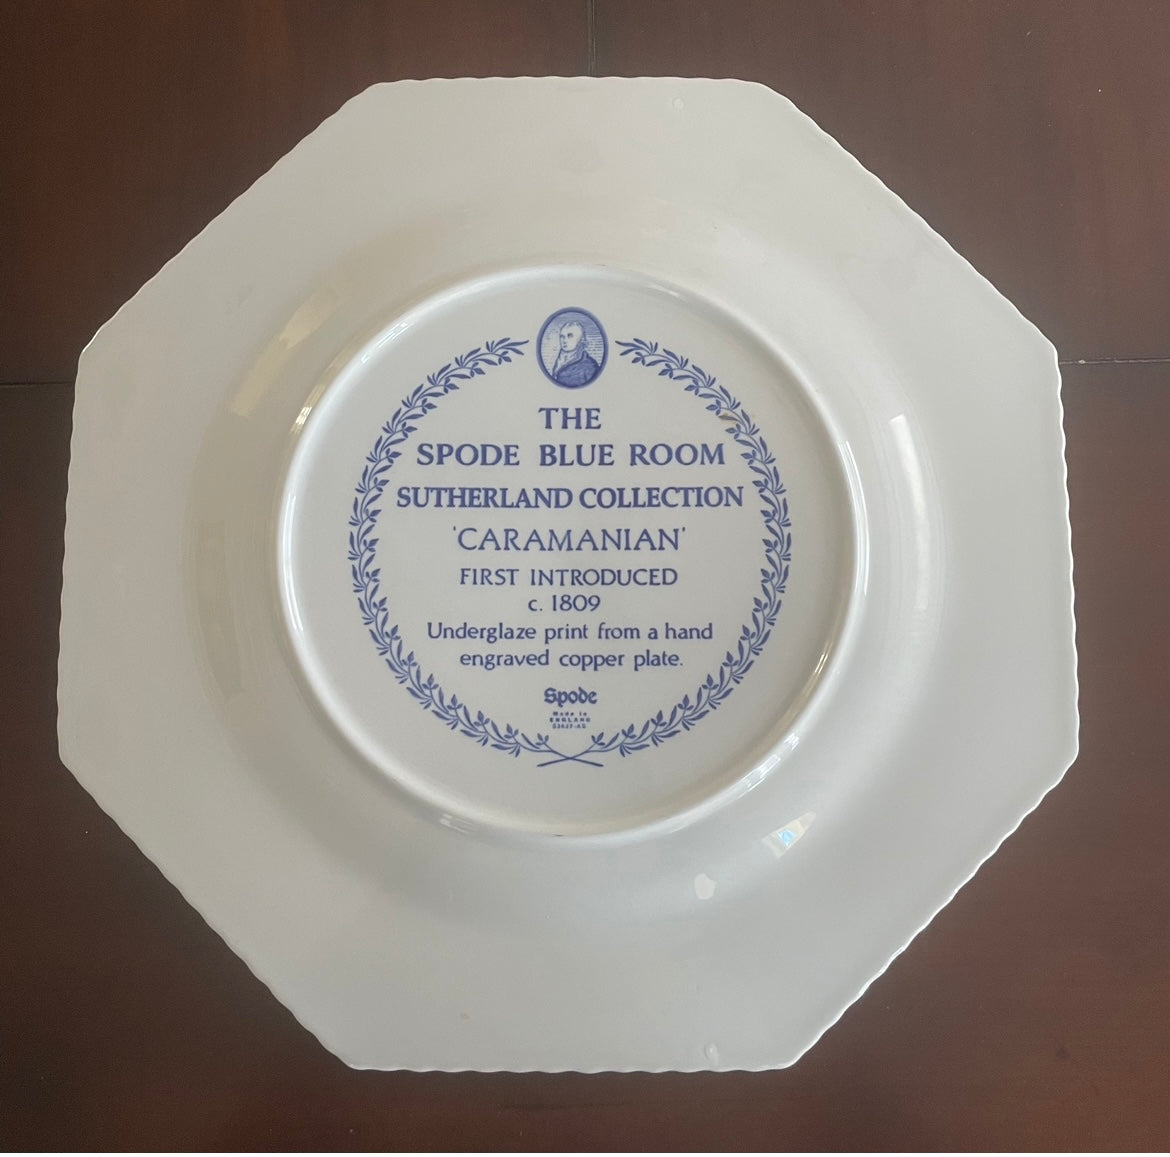 THE
SPODE BLUE ROOM
SUTHERLAND COLLECTION
'CARAMANIAN'
FIRST INTRODUCED
c. 1809
Underglaze print from a hand
engraved copper plate.
Spode
Made in
ENGLAND